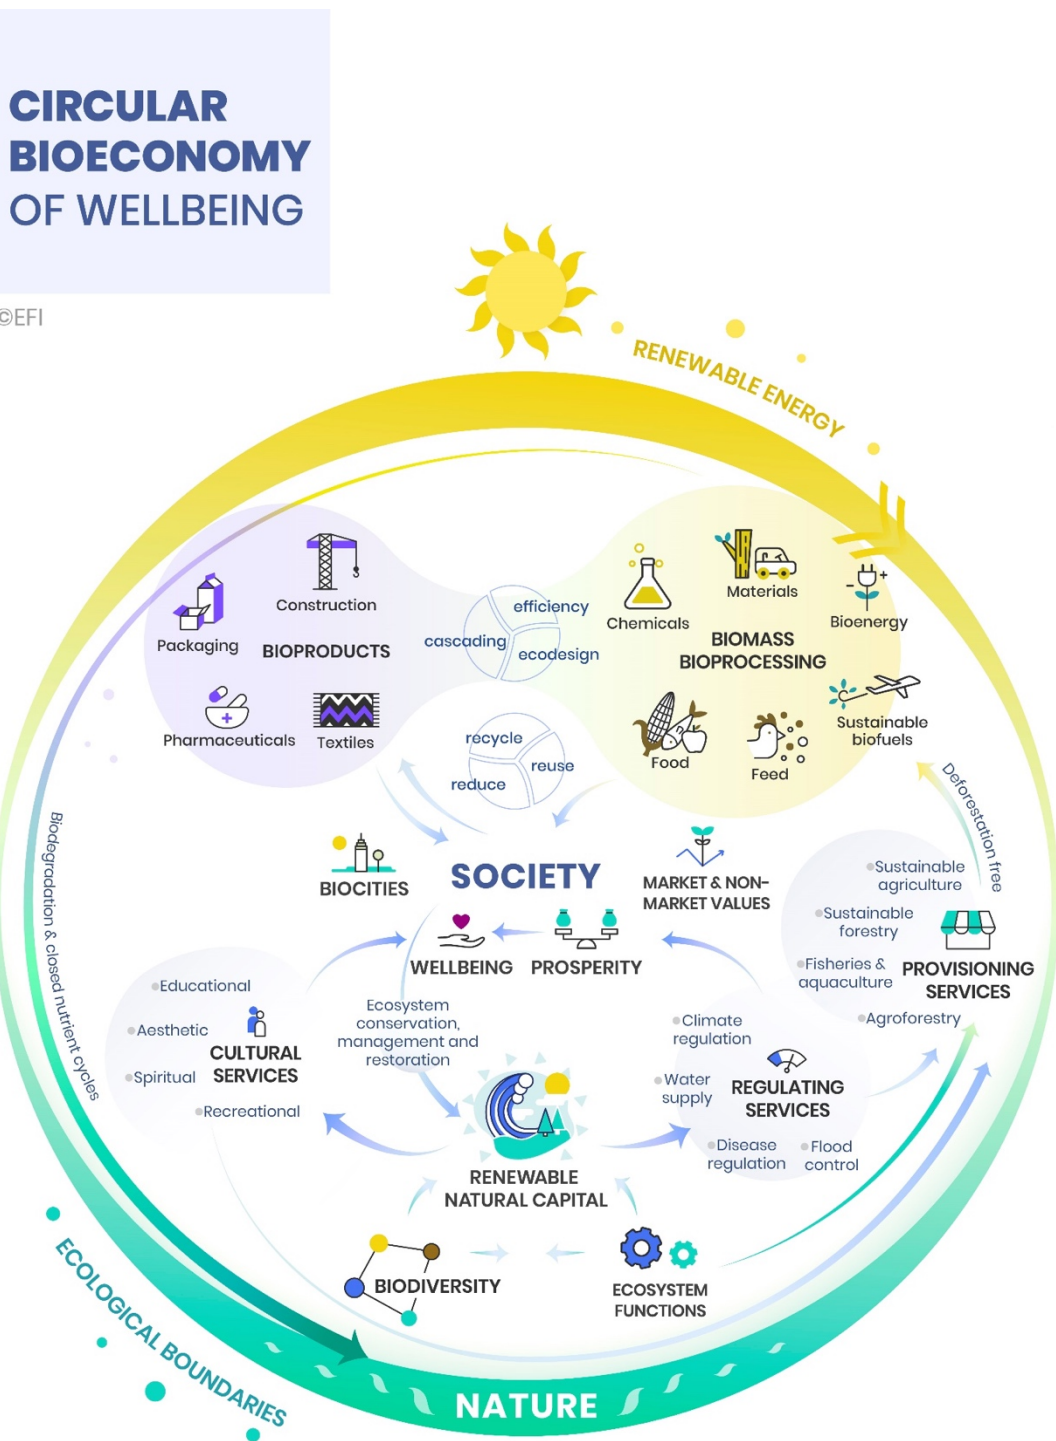 CIRCULAR
BIOECONOMY
OF WELLBEING
©EFI
RENEWABLE ENERGY
Construction
Packaging
BIOPRODUCTS
Pharmaceuticals
Textiles
efficiency
cascading
ecodesign
recycle
reuse
reduce
Chemicals
Materials
Bioenergy
BIOMASS
BIOPROCESSING
Sustainable
biofuels
Food
Feed
Deforestation free
Biodegradation & closed nutrient cycles
BIOCITIES
SOCIETY
MARKET & NON-
MARKET VALUES
WELLBEING
PROSPERITY
Sustainable
agriculture
Sustainable
forestry
Fisheries &
aquaculture
PROVISIONING
SERVICES
Agroforestry
Educational
Aesthetic
CULTURAL
SERVICES
Spiritual
Recreational
Ecosystem
conservation,
management and
restoration
Climate
regulation
Water
supply
REGULATING
SERVICES
Disease
regulation
Flood
control
RENEWABLE
NATURAL CAPITAL
BIODIVERSITY
ECOSYSTEM
FUNCTIONS
ECOLOGICAL BOUNDARIES
NATURE